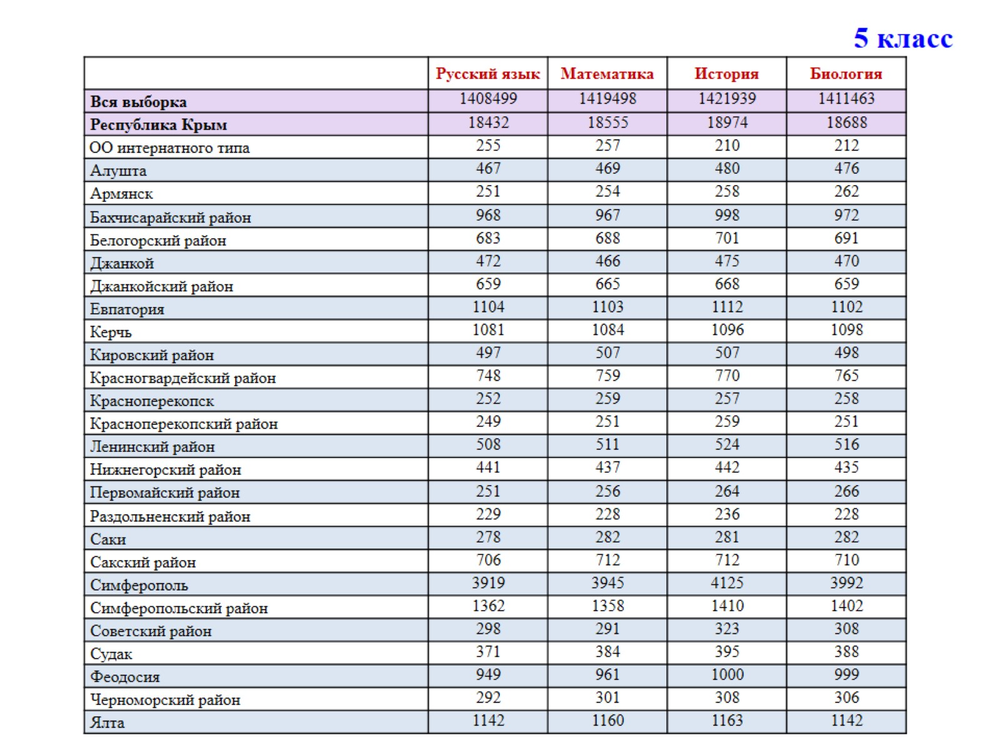 5 класс
Русский язык Математика История Биология
Вся выборка 1408499 1419498 1421939 1411463
Республика Крым 18432 18555 18974 18688
ОО интернатного типа 255 257 210 212
Алушта 467 469 480 476
Армянск 251 254 258 262
Бахчисарайский район 968 967 998 972
Белогорский район 683 688 701 691
Джанкой 472 466 475 470
Джанкойский район 659 665 668 659
Евпатория 1104 1103 1112 1102
Керчь 1081 1084 1096 1098
Кировский район 497 507 507 498
Красногвардейский район 748 759 770 765
Красноперекопск 252 259 257 258
Красноперекопский район 249 251 259 251
Ленинский район 508 511 524 516
Нижнегорский район 441 437 442 435
Первомайский район 251 256 264 266
Раздольненский район 229 228 236 228
Саки 278 282 281 282
Сакский район 706 712 712 710
Симферополь 3919 3945 4125 3992
Симферопольский район 1362 1358 1410 1402
Советский район 298 291 323 308
Судак 371 384 395 388
Феодосия 949 961 1000 999
Черноморский район 292 301 308 306
Ялта 1142 1160 1163 1142